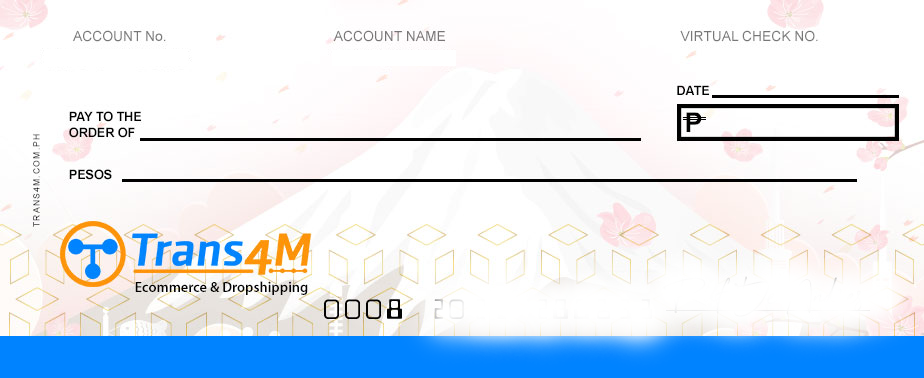 ACCOUNT No. ACCOUNT NAME VIRTUAL CHECK NO.
DATE
PAY TO THE
ORDER OF
₱
PESOS
TRANS4M.COM.PH
Trans4M
Ecommerce & Dropshipping
0008 20